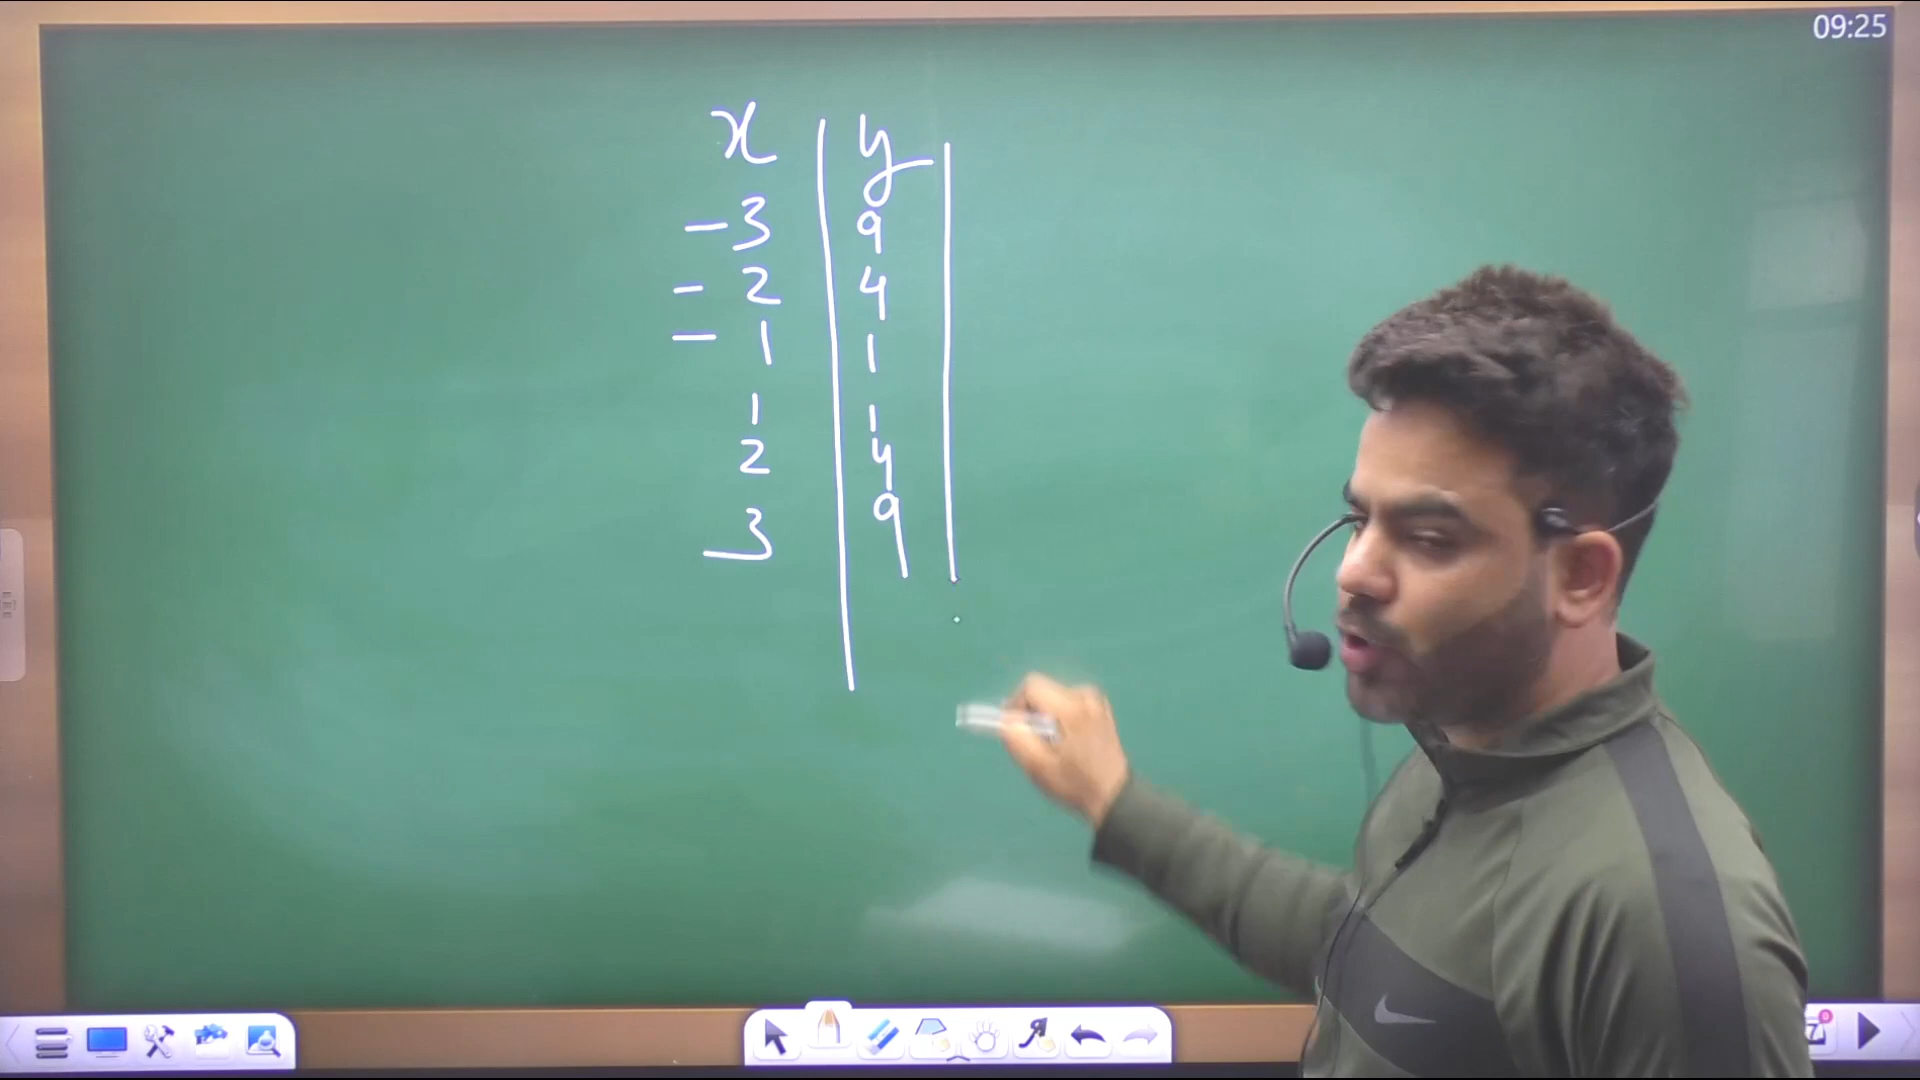 09:25
x | y |
-3 | 9
-2 | 4
-1 | 1
1 | 1
2 | 4
3 | 9